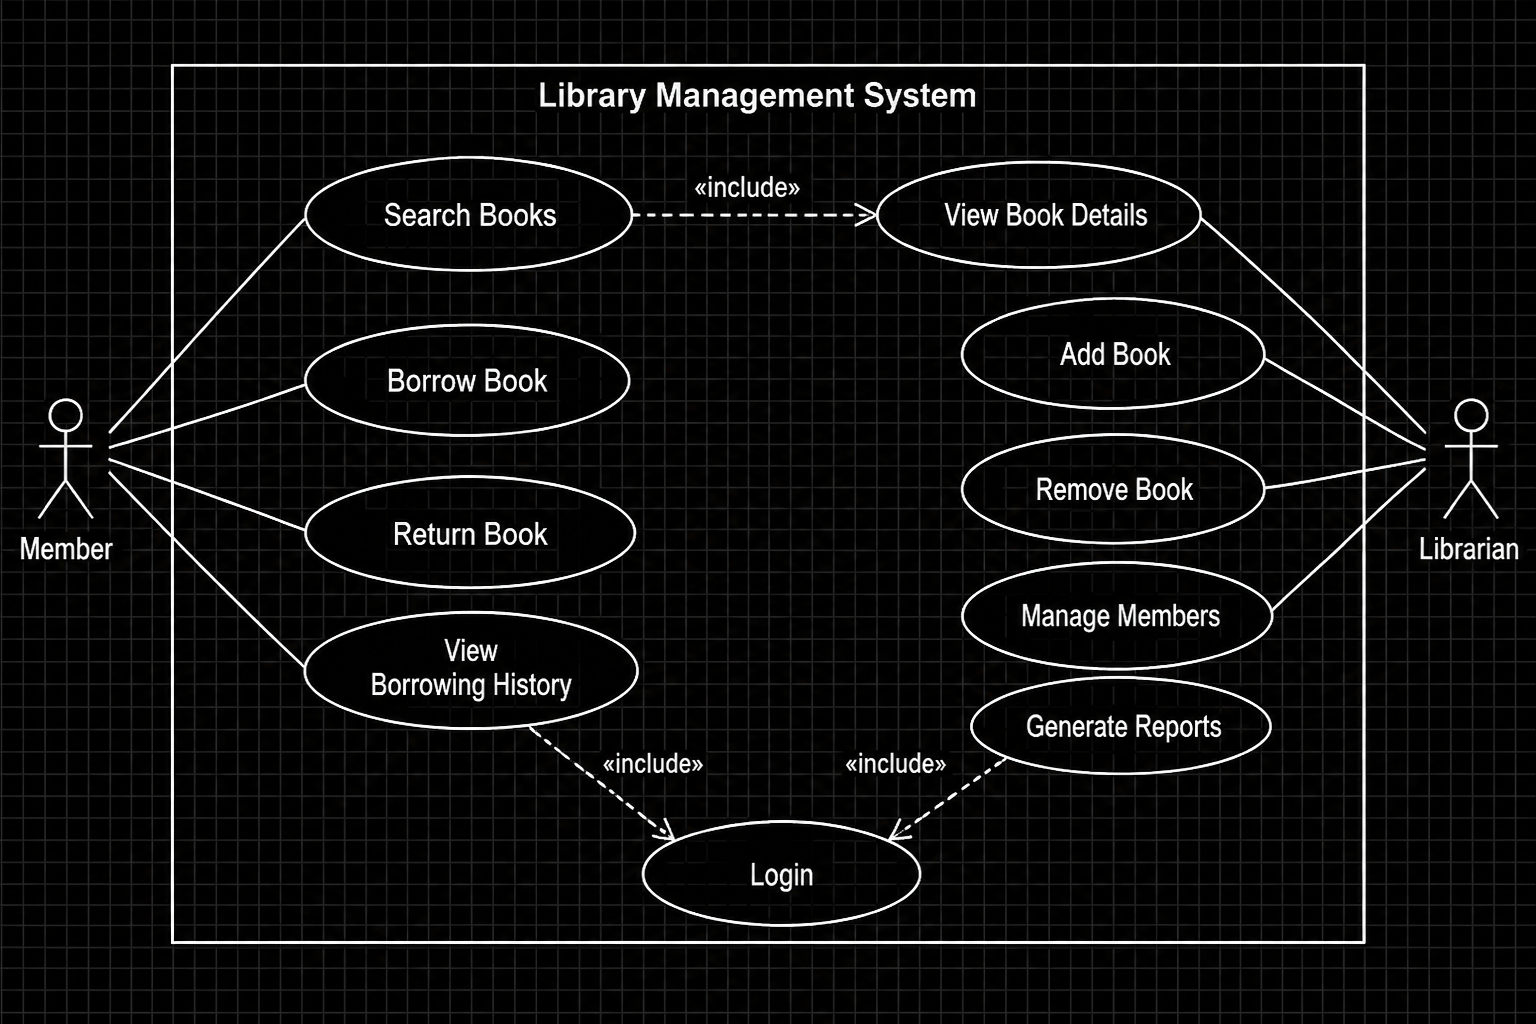 Library Management System
Search Books
«include»
View Book Details
Borrow Book
Add Book
Member
Return Book
Remove Book
Librarian
View
Borrowing History
Manage Members
Generate Reports
«include»
«include»
Login